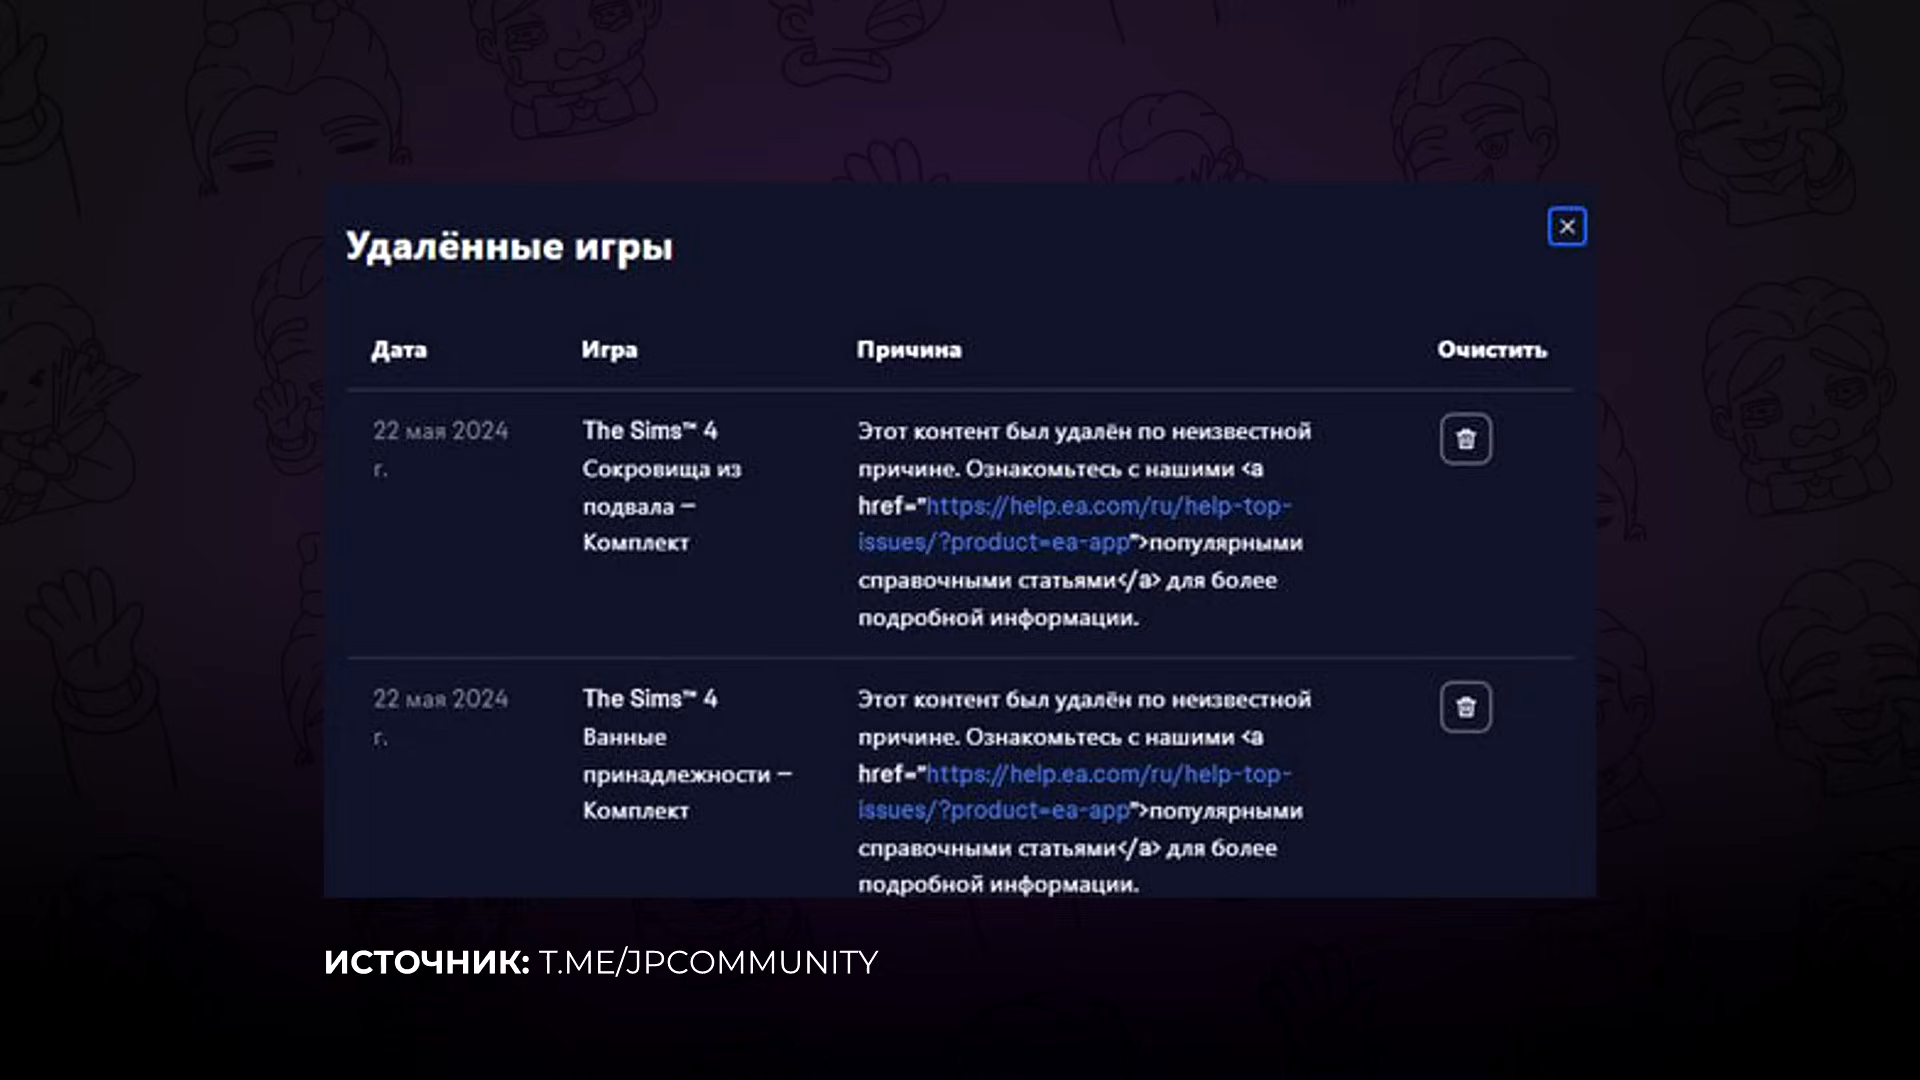 Удалённые игры
Дата Игра Причина Очистить
22 мая 2024 г.
The Sims™ 4
Сокровища из
подвала —
Комплект
Этот контент был удалён по неизвестной
причине. Ознакомьтесь с нашими <a
href="https://help.ea.com/ru/help-top-
issues/?product=ea-app">популярными
справочными статьями</a> для более
подробной информации.
22 мая 2024
г.
The Sims™ 4
Ванные
принадлежности —
Комплект
Этот контент был удалён по неизвестной
причине. Ознакомьтесь с нашими <a
href="https://help.ea.com/ru/help-top-
issues/?product=ea-app">популярными
справочными статьями</a> для более
подробной информации.
ИСТОЧНИК: T.ME/JPCOMMUNITY